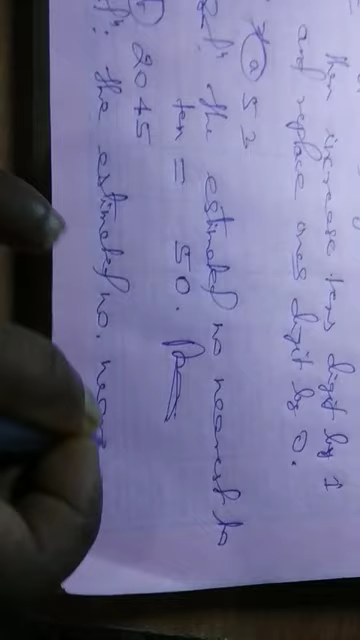 then increase tens digit by 1
and replace ones digit by 0.
a 52
the estimated no nearest to
ten = 50.
2045
the estimated no.